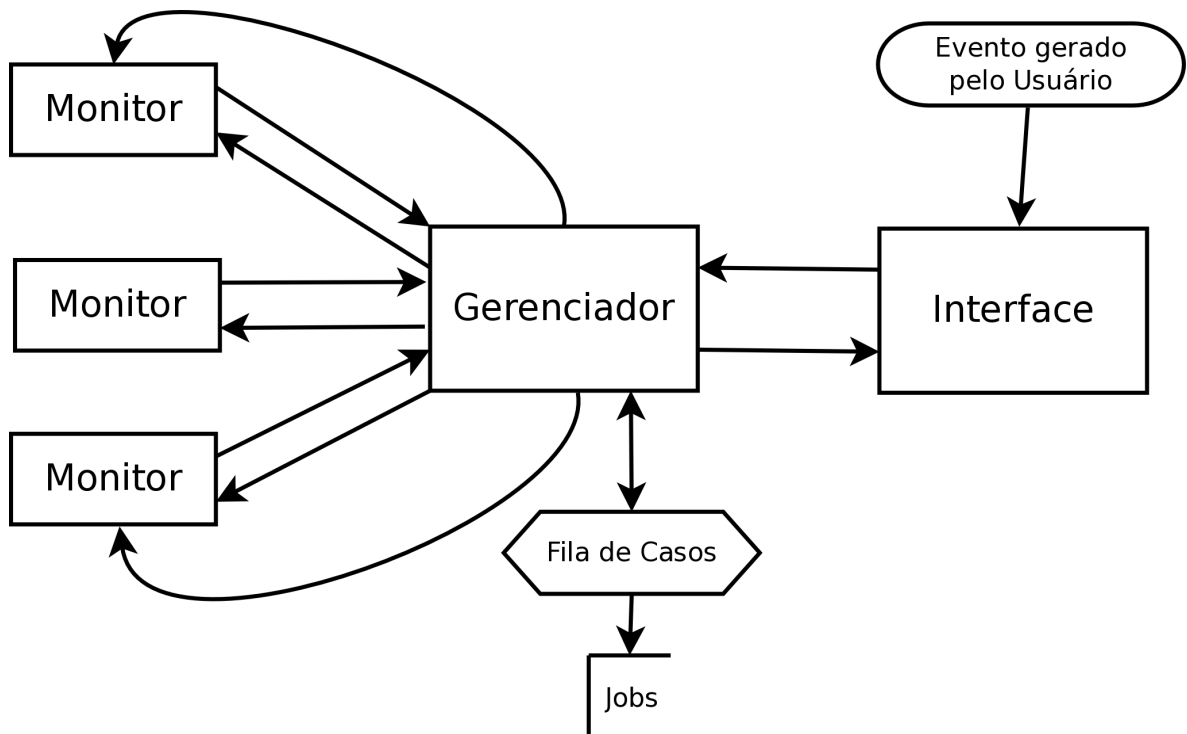 Evento gerado
pelo Usuário
Monitor
Monitor
Gerenciador
Interface
Monitor
Fila de Casos
Jobs